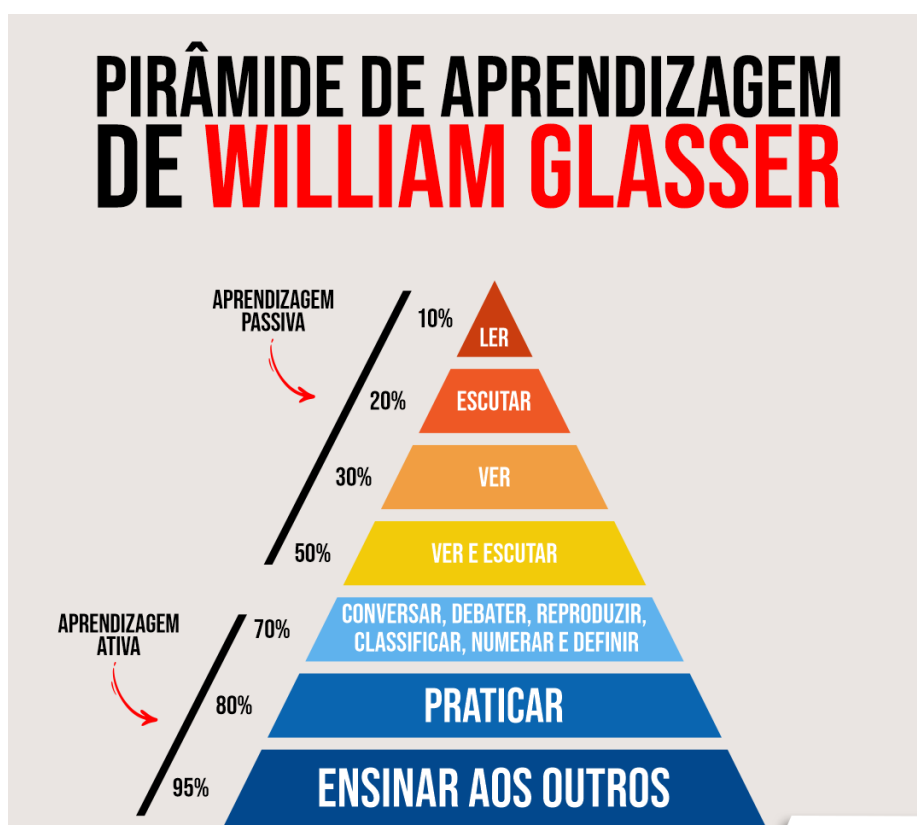 PIRÂMIDE DE APRENDIZAGEM
DE WILLIAM GLASSER
APRENDIZAGEM
PASSIVA
10%
LER
20%
ESCUTAR
30%
VER
50%
VER E ESCUTAR
APRENDIZAGEM
ATIVA
70%
CONVERSAR, DEBATER, REPRODUZIR,
CLASSIFICAR, NUMERAR E DEFINIR
80%
PRATICAR
95%
ENSINAR AOS OUTROS